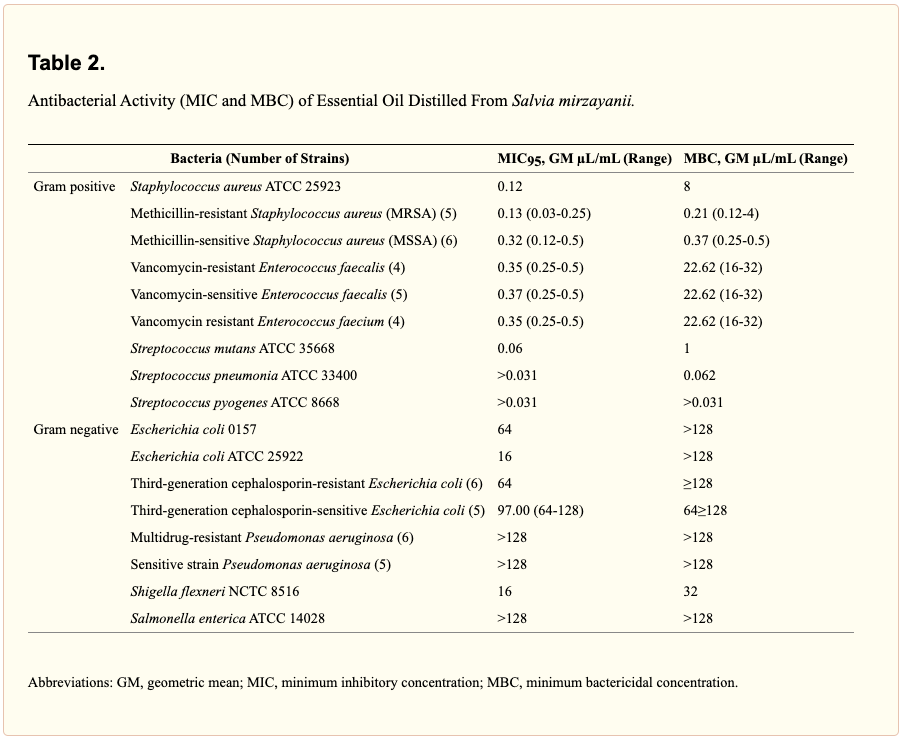 Table 2.
Antibacterial Activity (MIC and MBC) of Essential Oil Distilled From Salvia mirzayanii.
Bacteria (Number of Strains) MIC95, GM µL/mL (Range) MBC, GM µL/mL (Range)
Gram positive Staphylococcus aureus ATCC 25923 0.12 8
Methicillin-resistant Staphylococcus aureus (MRSA) (5) 0.13 (0.03-0.25) 0.21 (0.12-4)
Methicillin-sensitive Staphylococcus aureus (MSSA) (6) 0.32 (0.12-0.5) 0.37 (0.25-0.5)
Vancomycin-resistant Enterococcus faecalis (4) 0.35 (0.25-0.5) 22.62 (16-32)
Vancomycin-sensitive Enterococcus faecalis (5) 0.37 (0.25-0.5) 22.62 (16-32)
Vancomycin resistant Enterococcus faecium (4) 0.35 (0.25-0.5) 22.62 (16-32)
Streptococcus mutans ATCC 35668 0.06 1
Streptococcus pneumonia ATCC 33400 >0.031 0.062
Streptococcus pyogenes ATCC 8668 >0.031 >0.031
Gram negative Escherichia coli 0157 64 >128
Escherichia coli ATCC 25922 16 >128
Third-generation cephalosporin-resistant Escherichia coli (6) 64 ≥128
Third-generation cephalosporin-sensitive Escherichia coli (5) 97.00 (64-128) 64≥128
Multidrug-resistant Pseudomonas aeruginosa (6) >128 >128
Sensitive strain Pseudomonas aeruginosa (5) >128 >128
Shigella flexneri NCTC 8516 16 32
Salmonella enterica ATCC 14028 >128 >128
Abbreviations: GM, geometric mean; MIC, minimum inhibitory concentration; MBC, minimum bactericidal concentration.